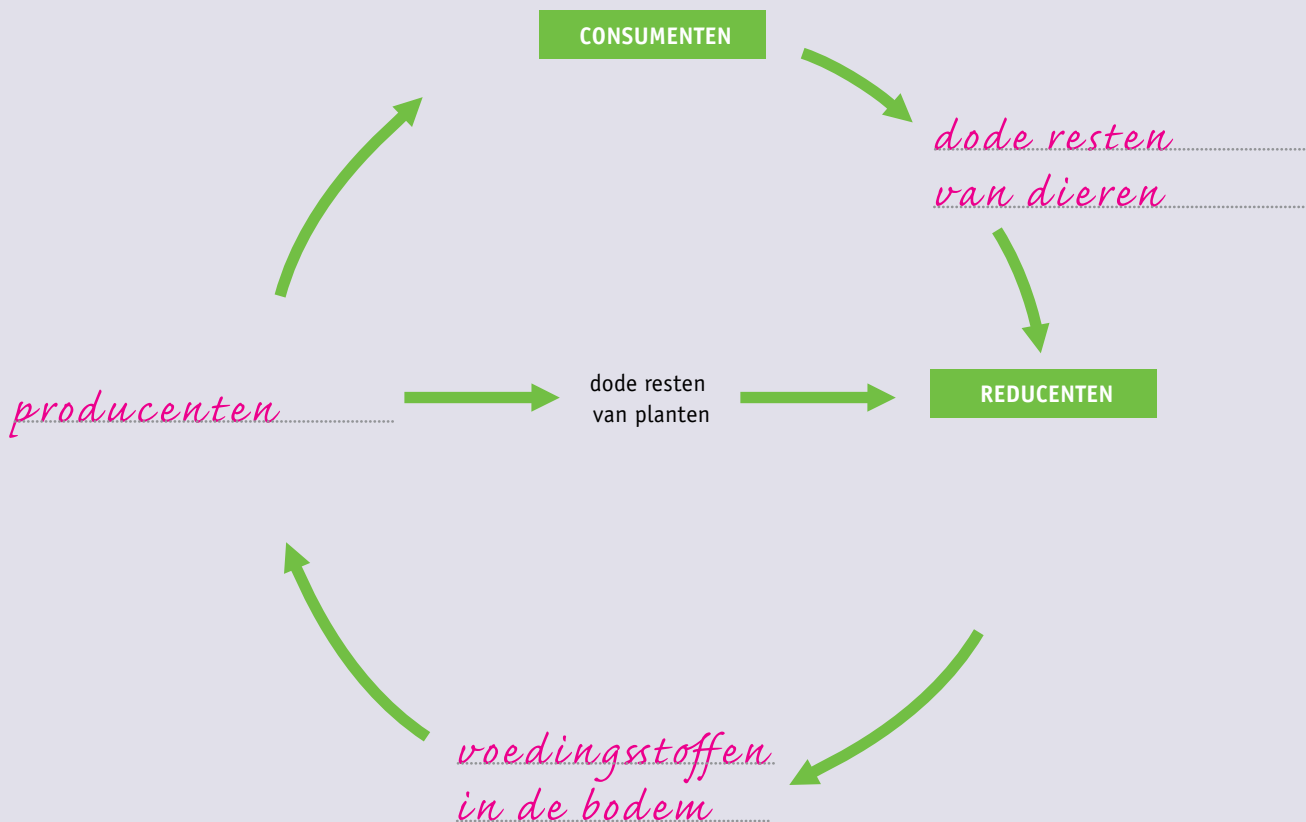 CONSUMENTEN
dode resten
van dieren
producenten
dode resten
van planten
REDUCENTEN
voedingsstoffen
in de bodem